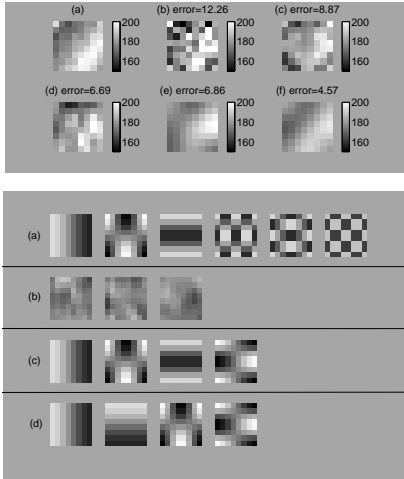 (a)
(b) error=12.26
(c) error=8.87
200
180
160
200
180
160
200
180
160
(d) error=6.69
(e) error=6.86
(f) error=4.57
200
180
160
200
180
160
200
180
160
(a)
(b)
(c)
(d)